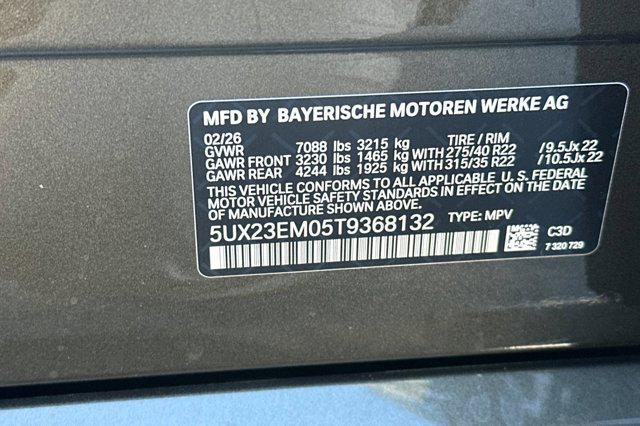 MFD BY BAYERISCHE MOTOREN WERKE AG
02/26 TIRE / RIM
GVWR 7088 lbs 3215 kg
GAWR FRONT 3230 lbs 1465 kg WITH 275/40 R22 /9.5Jx22
GAWR REAR 4244 lbs 1925 kg WITH 315/35 R22 /10.5Jx22
THIS VEHICLE CONFORMS TO ALL APPLICABLE U. S. FEDERAL
MOTOR VEHICLE SAFETY STANDARDS IN EFFECT ON THE DATE
OF MANUFACTURE SHOWN ABOVE.
5UX23EM05T9368132 TYPE: MPV
C3D
7 320 729